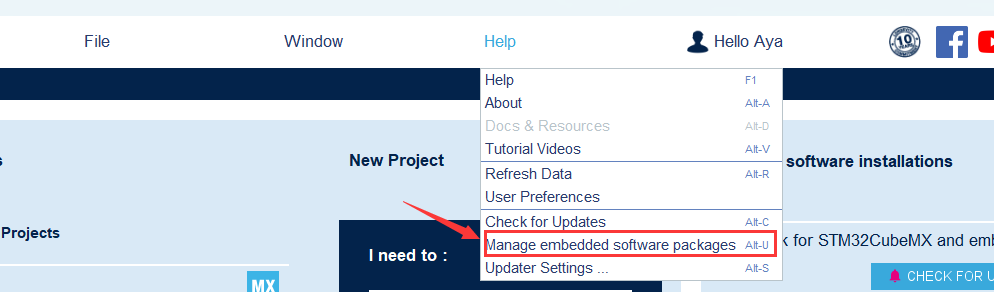 File Window Help Hello Aya
10
Help F1
About Alt-A
Docs & Resources Alt-D
Tutorial Videos Alt-V
Refresh Data Alt-R
User Preferences
Check for Updates Alt-C
Manage embedded software packages Alt-U
Updater Settings ... Alt-S
s
New Project
software installations
Projects
I need to :
k for STM32CubeMX and emb
MX
CHECK FOR U